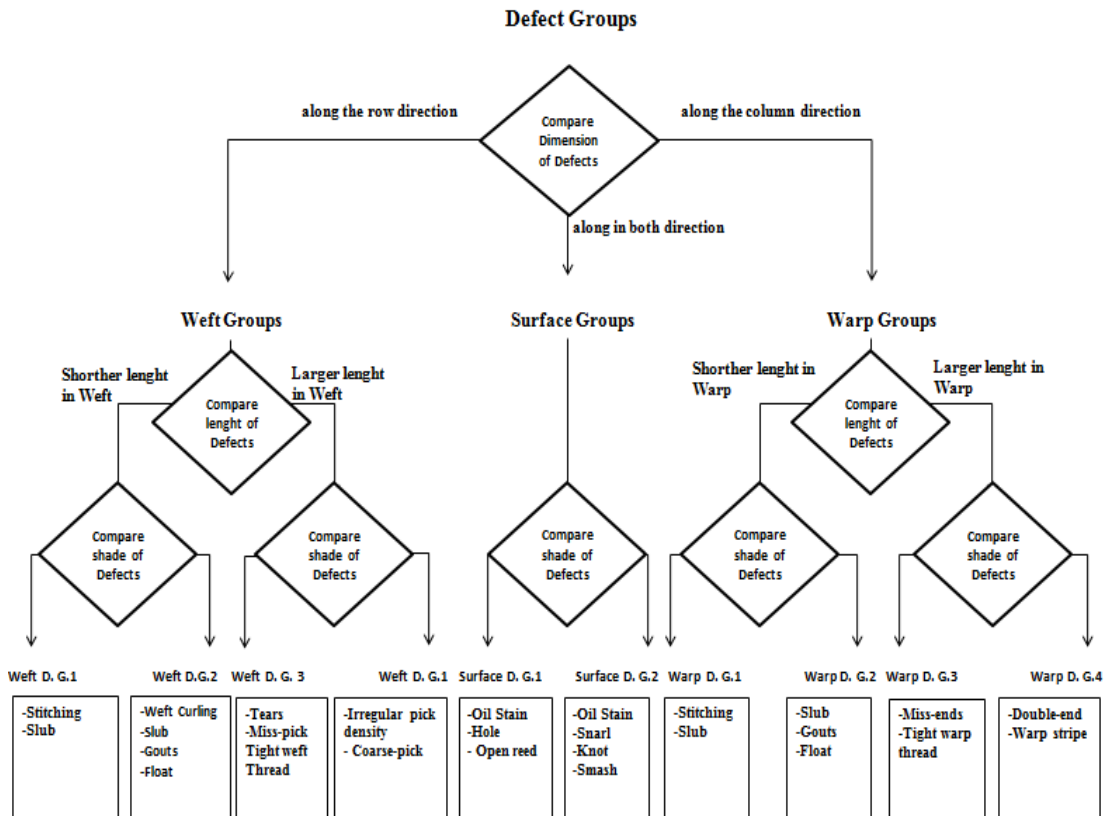 Defect Groups
along the row direction
along the column direction
Compare
Dimension
of Defects
along in both direction
Weft Groups
Surface Groups
Warp Groups
Shorther lenght
in Weft
Larger lenght
in Weft
Compare
lenght of
Defects
Shorther lenght in
Warp
Larger lenght in
Warp
Compare
lenght of
Defects
Compare
shade of
Defects
Compare
shade of
Defects
Compare
shade of
Defects
Compare
shade of
Defects
Compare
shade of
Defects
Weft D. G.1
Weft D.G.2
Weft D.G. 3
Weft D.G.1
Surface D.G.1
Surface D.G.2
Warp D.G.1
Warp D.G.2
Warp D.G.3
Warp D.G.4
-Stitching
-Slub
-Weft Curling
-Slub
-Gouts
-Float
-Tears
-Miss-pick
Tight weft
Thread
-Irregular pick
density
- Coarse-pick
-Oil Stain
-Hole
- Open reed
-Oil Stain
-Snarl
-Knot
-Smash
-Stitching
-Slub
-Slub
-Gouts
-Float
-Miss-ends
-Tight warp
thread
-Double-end
-Warp stripe